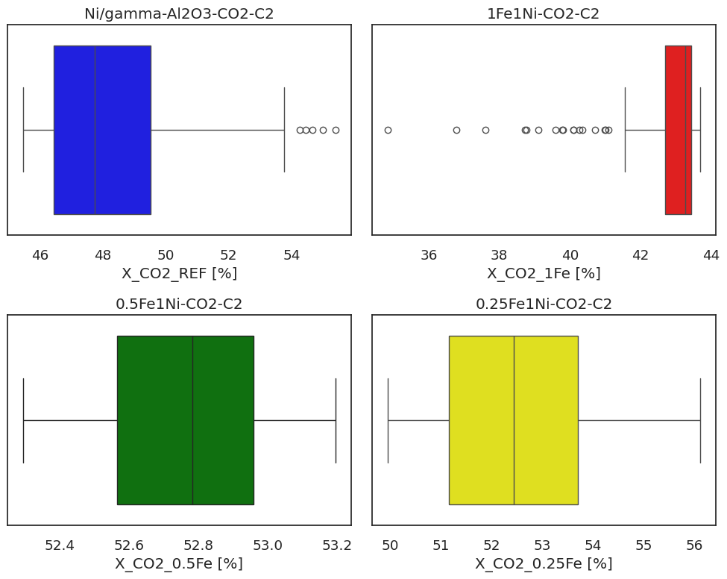 Ni/gamma-Al2O3-CO2-C2
46 48 50 52 54
X_CO2_REF [%]
1Fe1Ni-CO2-C2
36 38 40 42 44
X_CO2_1Fe [%]
0.5Fe1Ni-CO2-C2
52.4 52.6 52.8 53.0 53.2
X_CO2_0.5Fe [%]
0.25Fe1Ni-CO2-C2
50 51 52 53 54 55 56
X_CO2_0.25Fe [%]